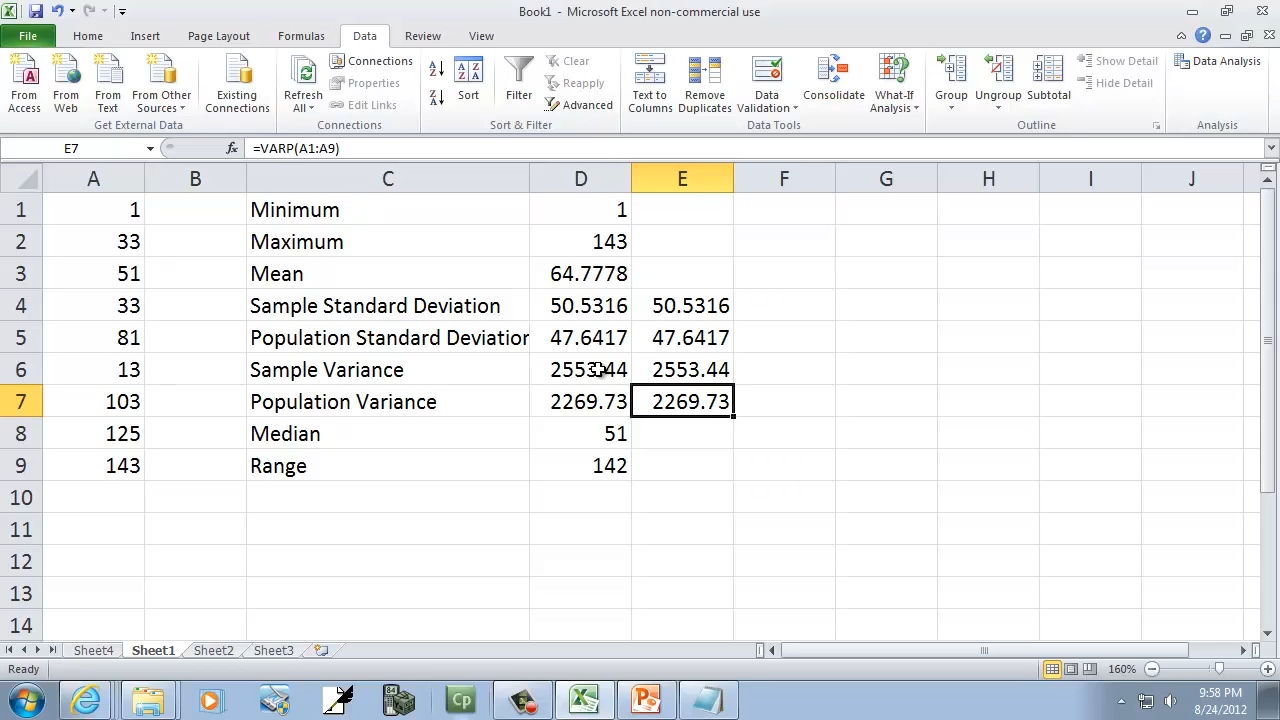 Book1 - Microsoft Excel non-commercial use
File Home Insert Page Layout Formulas Data Review View
From Access
From Web
From Text
From Other Sources
Existing Connections
Get External Data
Refresh All
Connections
Properties
Edit Links
Connections
Sort
Filter
Clear
Reapply
Advanced
Sort & Filter
Text to Columns
Remove Duplicates
Data Validation
Consolidate
What-If Analysis
Data Tools
Group
Ungroup
Subtotal
Show Detail
Hide Detail
Outline
Data Analysis
Analysis
E7 fx =VARP(A1:A9)
A B C D E F G H I J
1 1 Minimum 1
2 33 Maximum 143
3 51 Mean 64.7778
4 33 Sample Standard Deviation 50.5316 50.5316
5 81 Population Standard Deviation 47.6417 47.6417
6 13 Sample Variance 2553.44 2553.44
7 103 Population Variance 2269.73 2269.73
8 125 Median 51
9 143 Range 142
10
11
12
13
14
Sheet4 Sheet1 Sheet2 Sheet3
Ready 160%
9:58 PM
8/24/2012